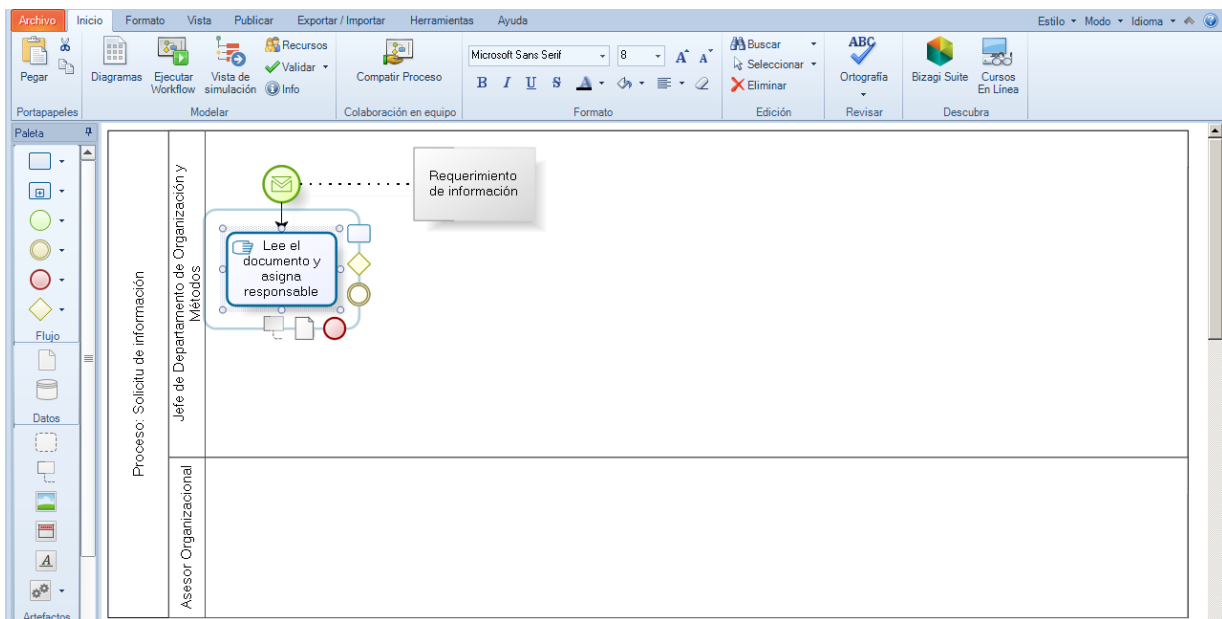 Archivo Inicio Formato Vista Publicar Exportar / Importar Herramientas Ayuda Estilo Modo Idioma
Pegar
Portapapeles
Diagramas
Ejecutar
Workflow
Vista de
simulación
Recursos
Validar
Info
Modelar
Compatir Proceso
Colaboración en equipo
Microsoft Sans Serif 8 A A
B I U S A
Formato
Buscar
Seleccionar
Eliminar
Edición
ABC
Ortografía
Revisar
Bizagi Suite
Cursos
En Línea
Descubra
Paleta
Flujo
Datos
A
Artefactos
Proceso: Solicitu de información
Jefe de Departamento de Organización y
Métodos
Requerimiento
de información
Lee el
documento y
asigna
responsable
Asesor Organizacional